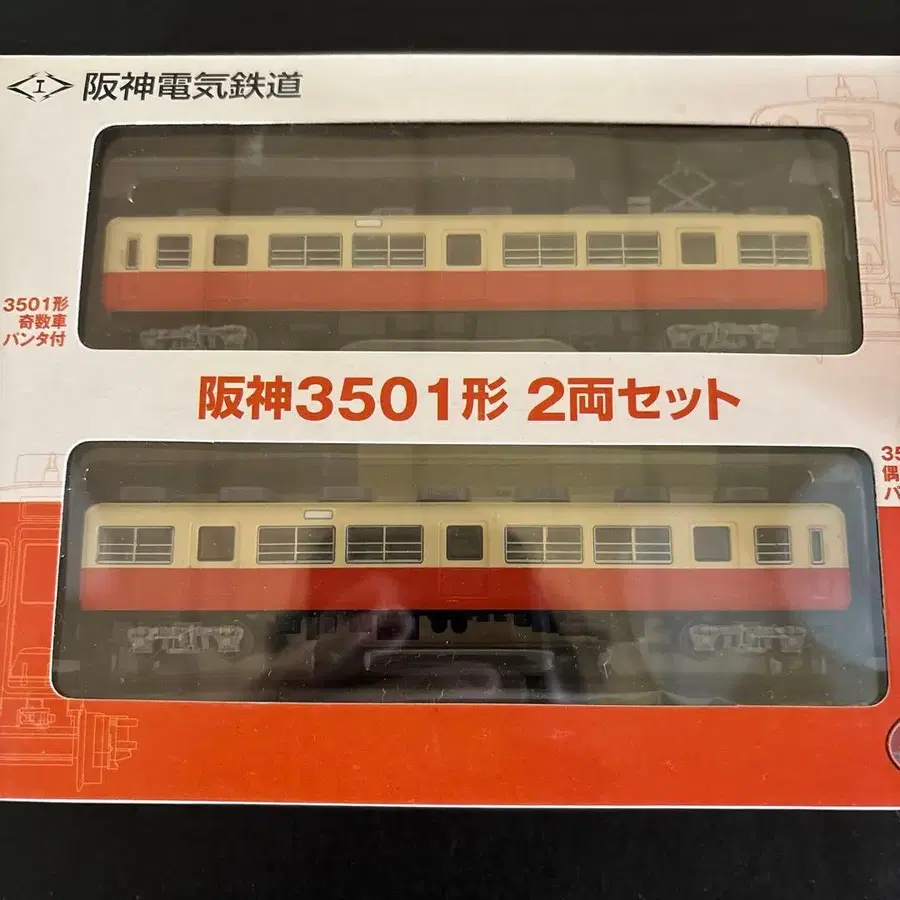 阪神電気鉄道
3501形
奇数車
パンタ付
阪神3501形 2両セット
35
偶
パ